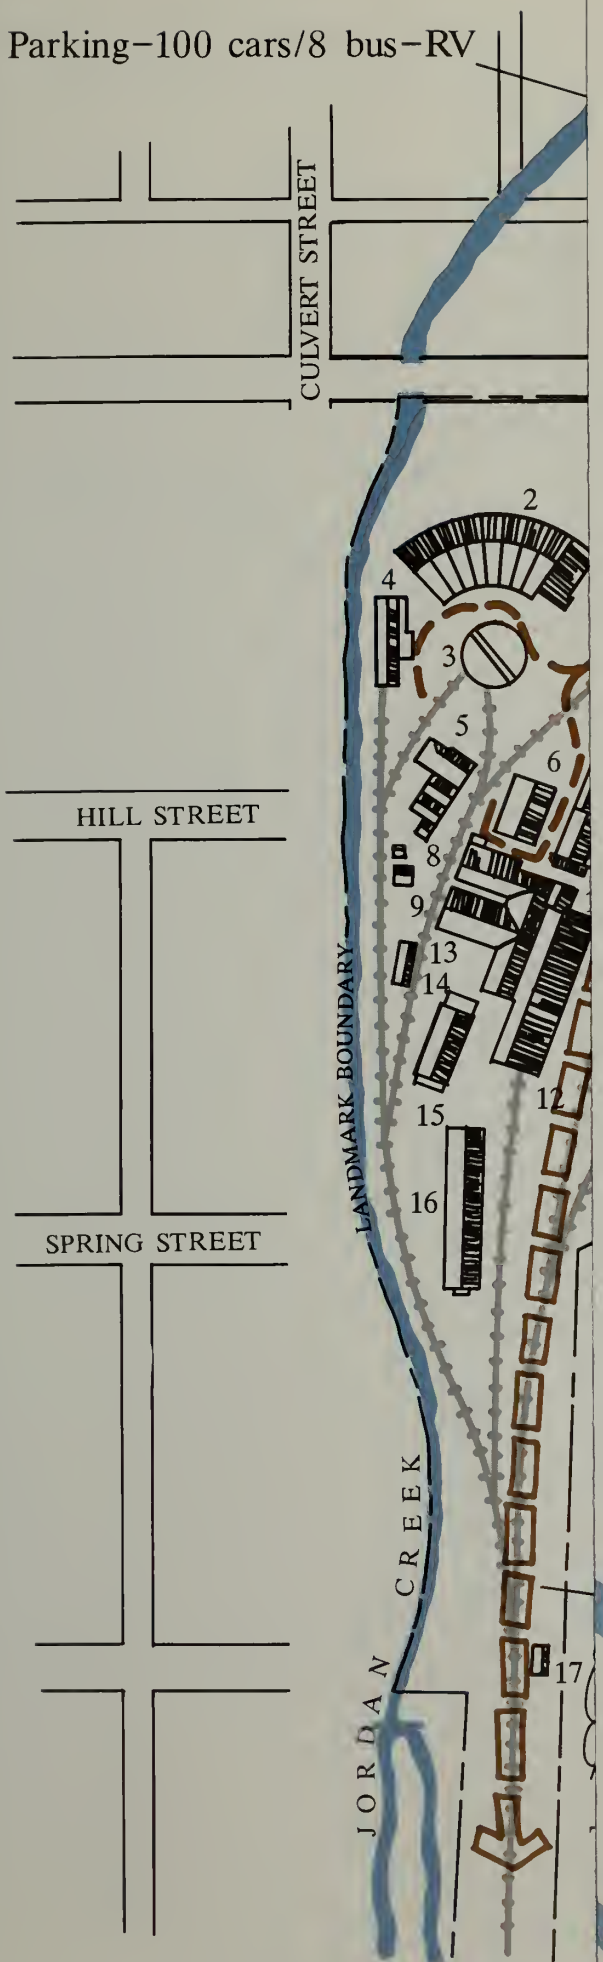 Parking-100 cars/8 bus-RV
CULVERT STREET
2
4
3
5
6
HILL STREET
8
9
13
14
LANDMARK BOUNDARY
12
15
16
SPRING STREET
JORDAN CREEK
17